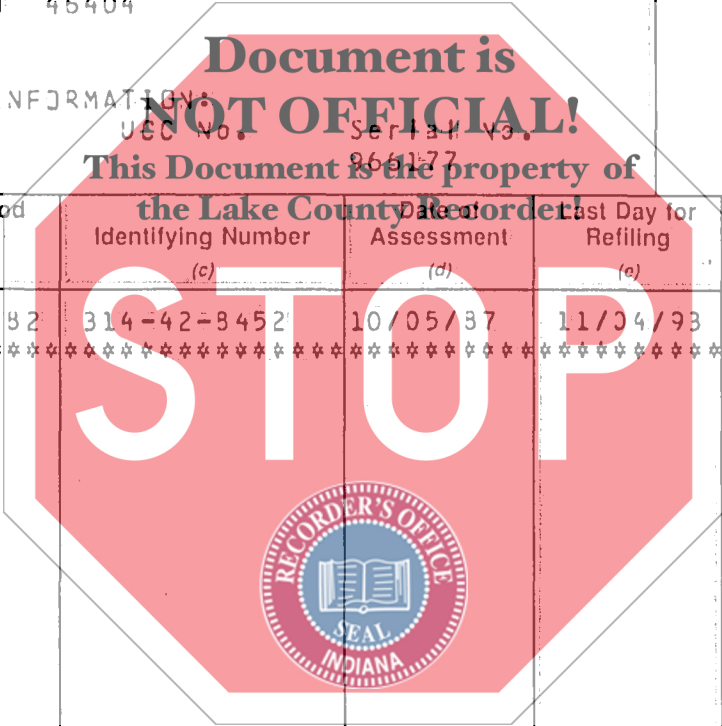 46404
Document is
NFORMATION:
NOT OFFICIAL!
UCC No. Serial No.
This Document is the property of
966177
the Lake County Recorder!
od Identifying Number Date of Assessment Last Day for Refiling
(c) (d) (e)
82 314-42-8452 10/05/87 11/04/93
STOP
RECORDER'S OFFICE
SEAL
INDIANA